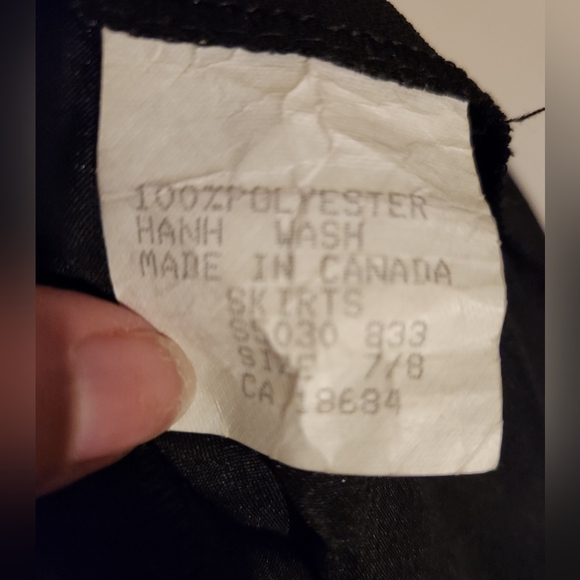 100%POLYESTER
HANH WASH
MADE IN CANADA
SKIRTS
S5030 833
SIZE 7/8
CA 18684